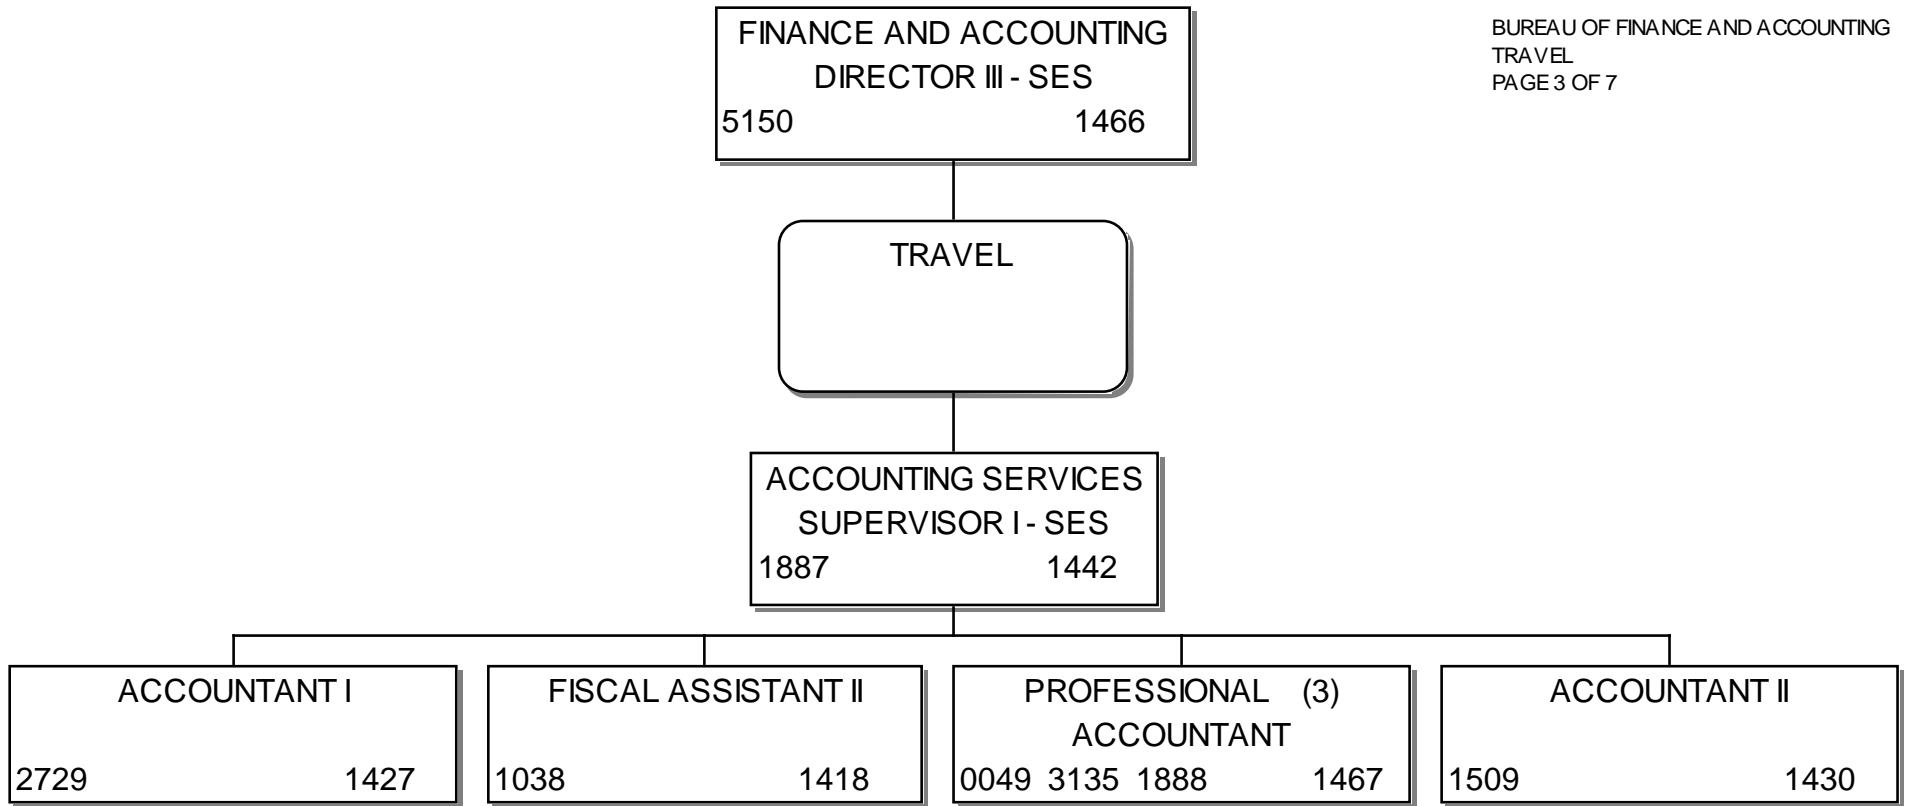 FINANCE AND ACCOUNTING
DIRECTOR III - SES
5150 1466
BUREAU OF FINANCE AND ACCOUNTING
TRAVEL
PAGE 3 OF 7
TRAVEL
ACCOUNTING SERVICES
SUPERVISOR I - SES
1887 1442
ACCOUNTANT I
2729 1427
FISCAL ASSISTANT II
1038 1418
PROFESSIONAL (3)
ACCOUNTANT
0049 3135 1888 1467
ACCOUNTANT II
1509 1430